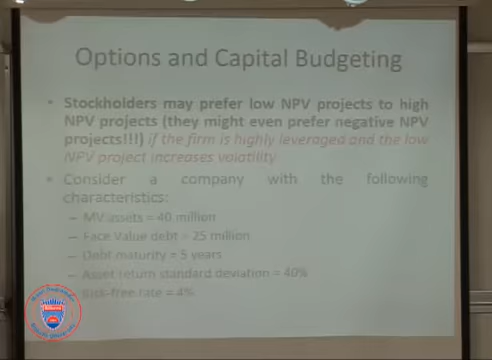 Options and Capital Budgeting
• Stockholders may prefer low NPV projects to high
NPV projects (they might even prefer negative NPV
projects!!!) if the firm is highly leveraged and the low
NPV project increases volatility
• Consider a company with the following
characteristics:
– MV assets = 40 million
– Face Value debt = 25 million
– Debt maturity = 5 years
– Asset return standard deviation = 40%
Risk-free rate = 4%